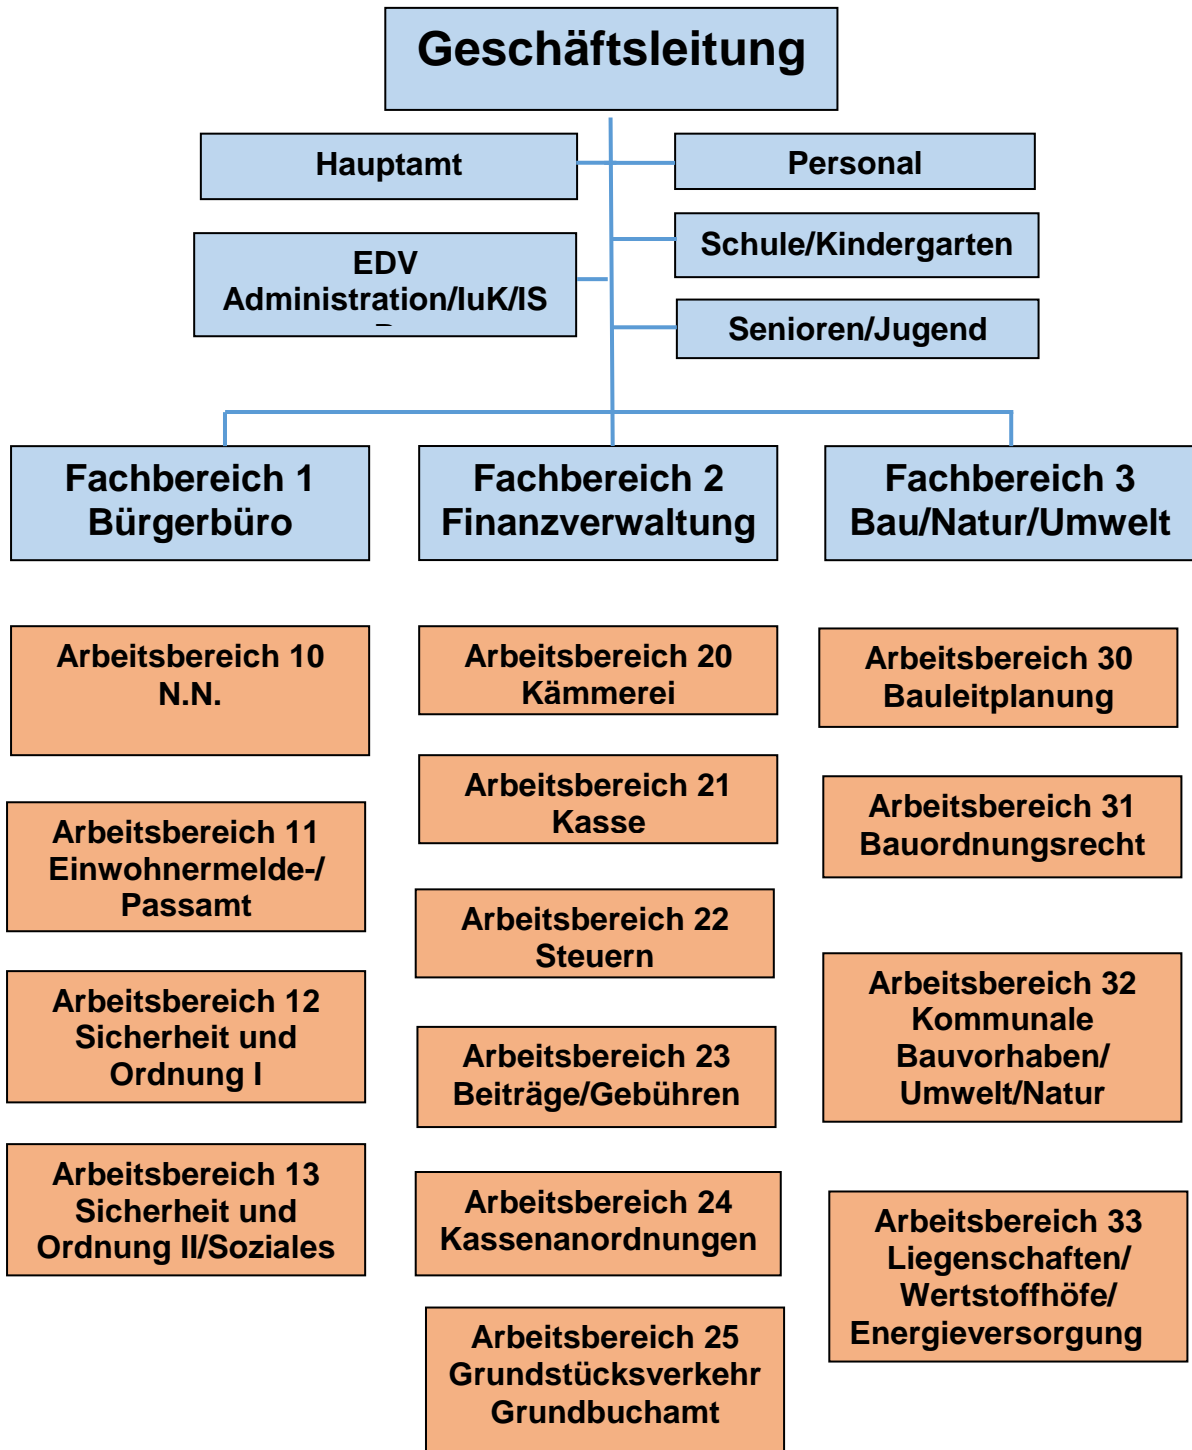 Geschäftsleitung
Hauptamt
Personal
EDV
Administration/IuK/IS
Schule/Kindergarten
Senioren/Jugend
Fachbereich 1
Bürgerbüro
Fachbereich 2
Finanzverwaltung
Fachbereich 3
Bau/Natur/Umwelt
Arbeitsbereich 10
N.N.
Arbeitsbereich 11
Einwohnermelde-/
Passamt
Arbeitsbereich 12
Sicherheit und
Ordnung I
Arbeitsbereich 13
Sicherheit und
Ordnung II/Soziales
Arbeitsbereich 20
Kämmerei
Arbeitsbereich 21
Kasse
Arbeitsbereich 22
Steuern
Arbeitsbereich 23
Beiträge/Gebühren
Arbeitsbereich 24
Kassenanordnungen
Arbeitsbereich 25
Grundstücksverkehr
Grundbuchamt
Arbeitsbereich 30
Bauleitplanung
Arbeitsbereich 31
Bauordnungsrecht
Arbeitsbereich 32
Kommunale
Bauvorhaben/
Umwelt/Natur
Arbeitsbereich 33
Liegenschaften/
Wertstoffhöfe/
Energieversorgung